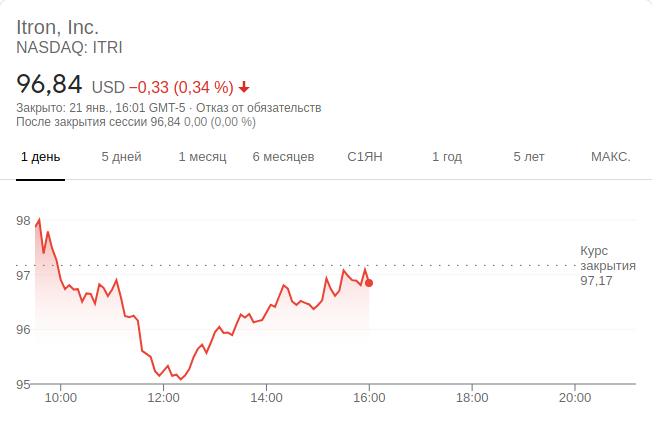 Itron, Inc.
NASDAQ: ITRI
96,84 USD −0,33 (0,34 %)
Закрыто: 21 янв., 16:01 GMT-5 · Отказ от обязательств
После закрытия сессии 96,84 0,00 (0,00 %)
1 день 5 дней 1 месяц 6 месяцев С1ЯН 1 год 5 лет МАКС.
98
Курс
закрытия
97,17
97
96
95
10:00 12:00 14:00 16:00 18:00 20:00